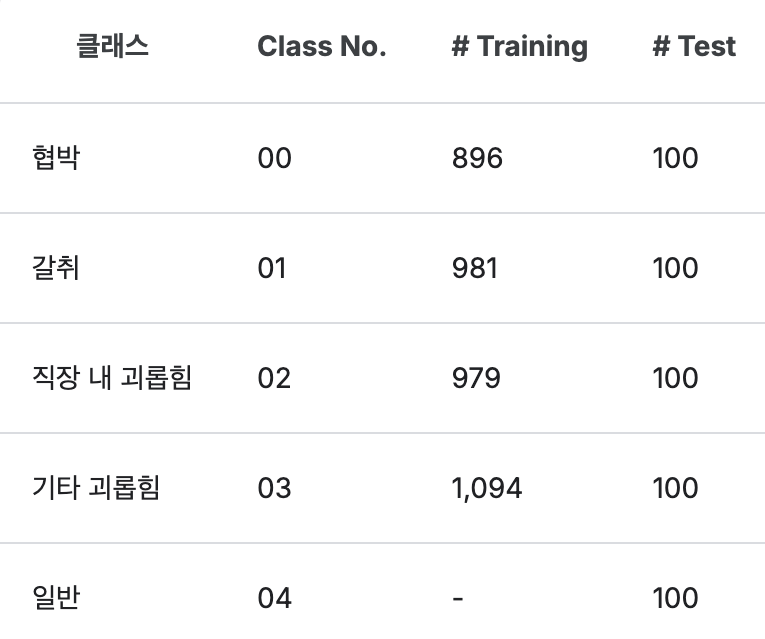 클래스 Class No. # Training # Test
협박 00 896 100
갈취 01 981 100
직장 내 괴롭힘 02 979 100
기타 괴롭힘 03 1,094 100
일반 04 - 100